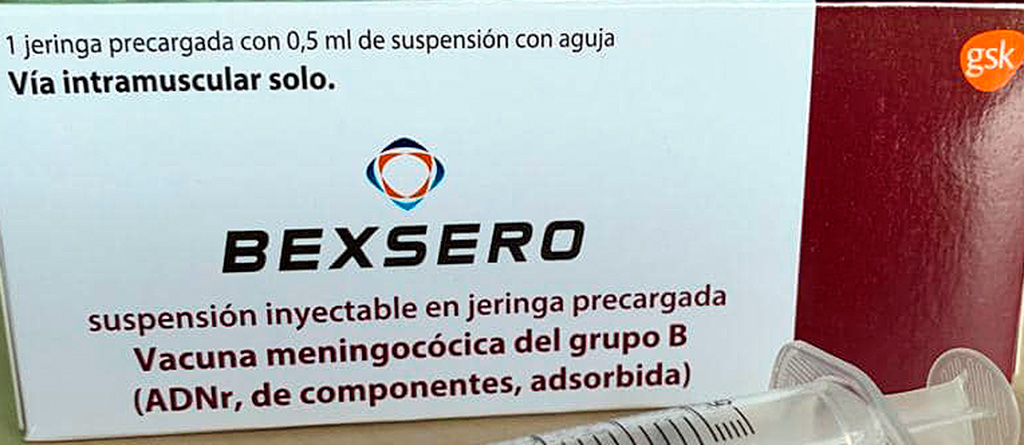 1 jeringa precargada con 0,5 ml de suspensión con aguja
Vía intramuscular solo.
gsk
BEXSERO
suspensión inyectable en jeringa precargada
Vacuna meningocócica del grupo B
(ADNr, de componentes, adsorbida)